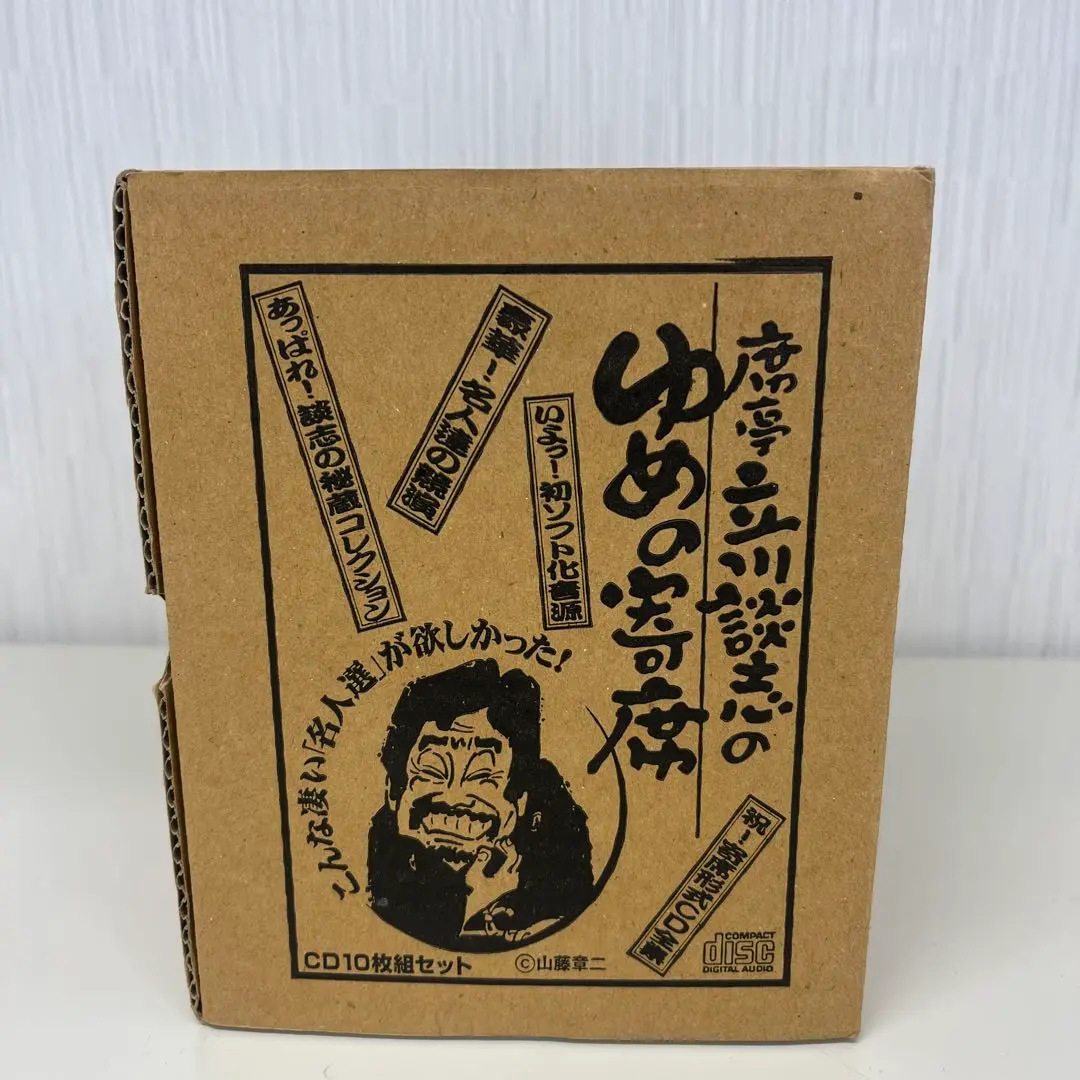 席亭 立川談志の
ゆめの寄席
いよっ!初ソフト化音源
豪華!名人達の競演
あっぱれ!談志の秘蔵コレクション
こんな凄い「名人選」が欲しかった!
祝!CD全集
CD10枚組セット
©山藤章二
COMPACT
disc
DIGITAL AUDIO